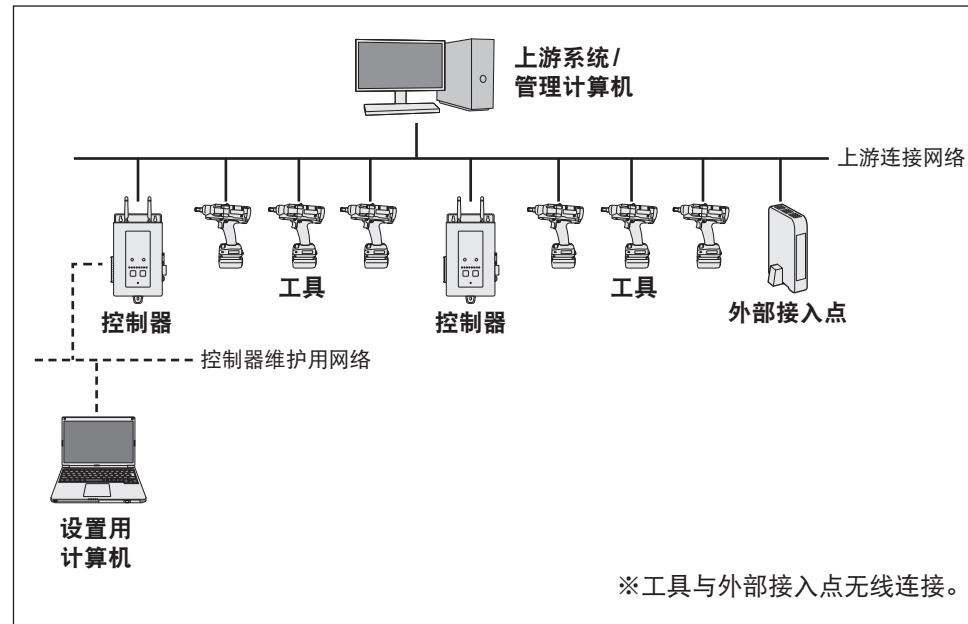 上游系统/
管理计算机
上游连接网络
工具
工具
控制器
控制器
外部接入点
控制器维护用网络
设置用
计算机
※工具与外部接入点无线连接。